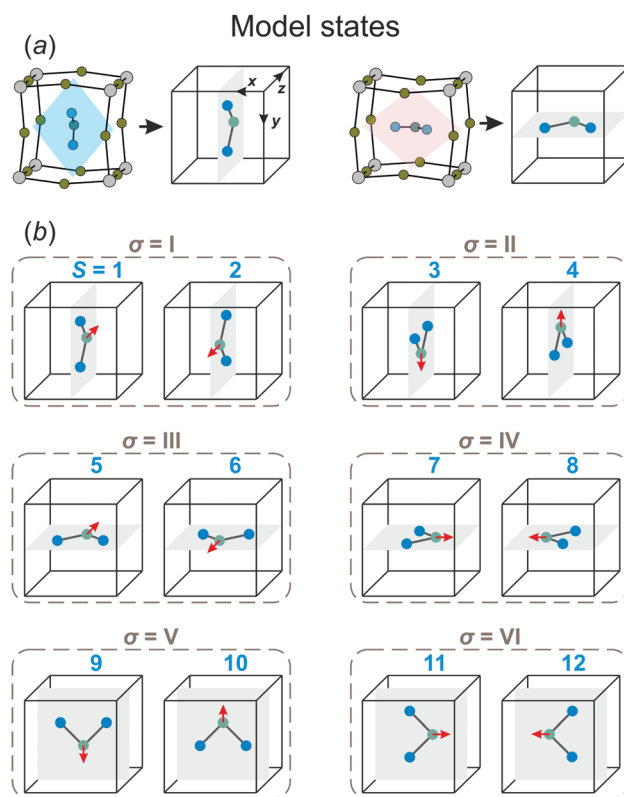 Model states
(a)
x
z
y
(b)
σ = I
σ = II
S = 1
2
3
4
σ = III
σ = IV
5
6
7
8
σ = V
σ = VI
9
10
11
12